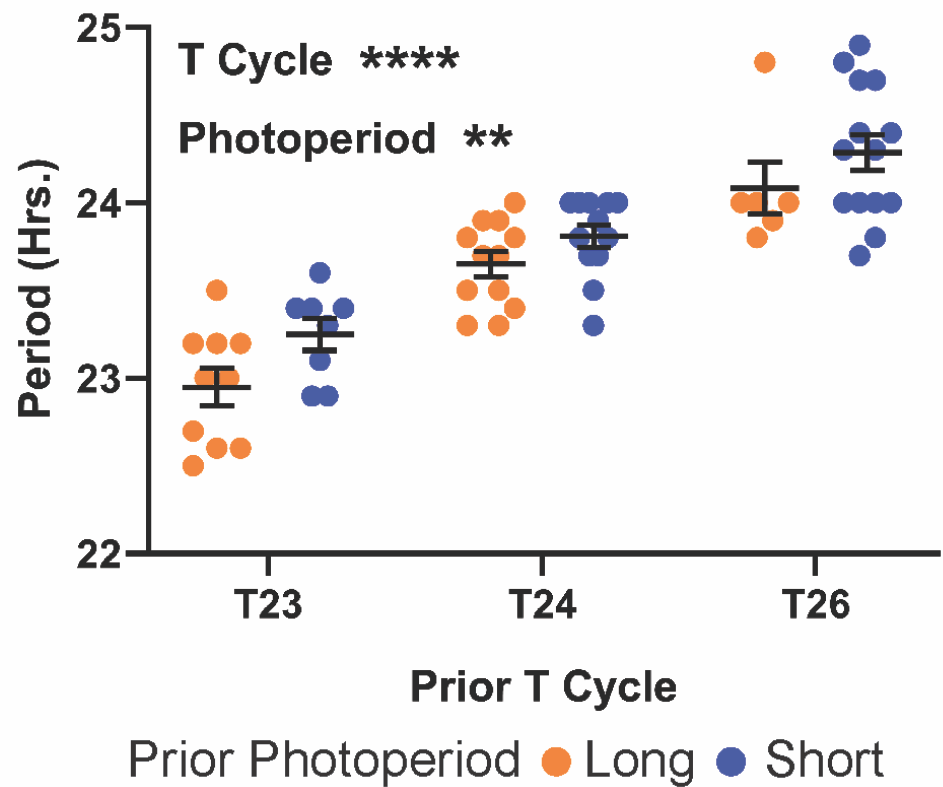 25
T Cycle ****
Photoperiod **
24
23
22
Period (Hrs.)
T23 T24 T26
Prior T Cycle
Prior Photoperiod Long Short